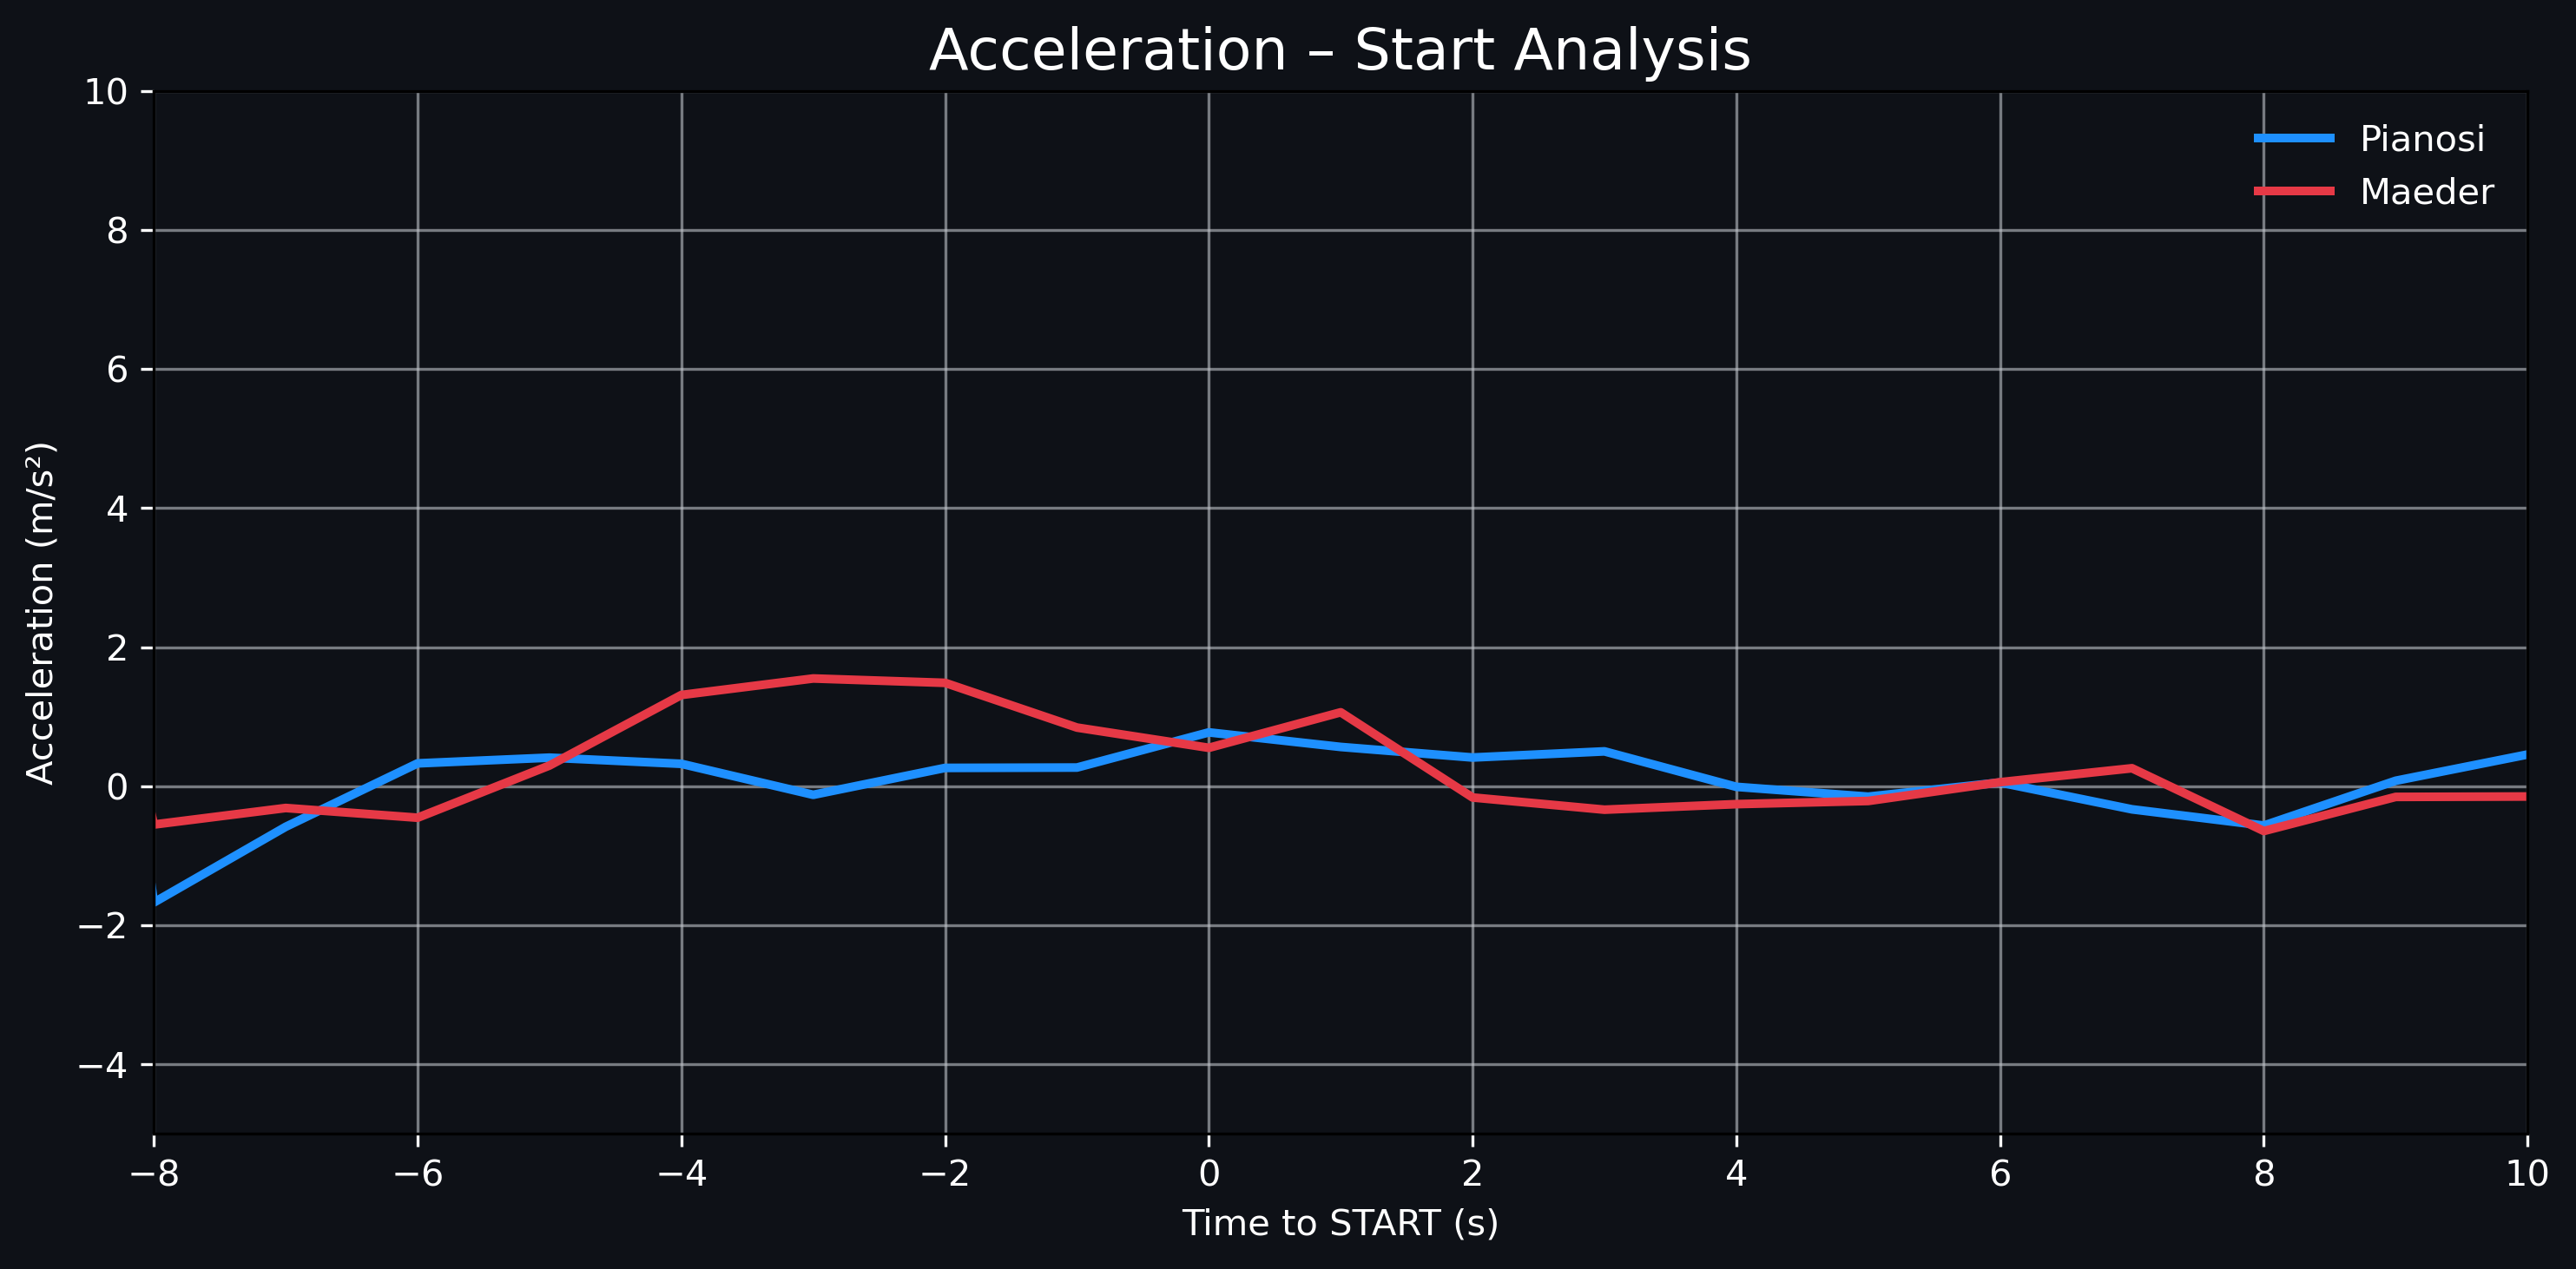 Acceleration – Start Analysis
Pianosi
Maeder
10
8
6
4
2
0
−2
−4
Acceleration (m/s²)
−8 −6 −4 −2 0 2 4 6 8 10
Time to START (s)